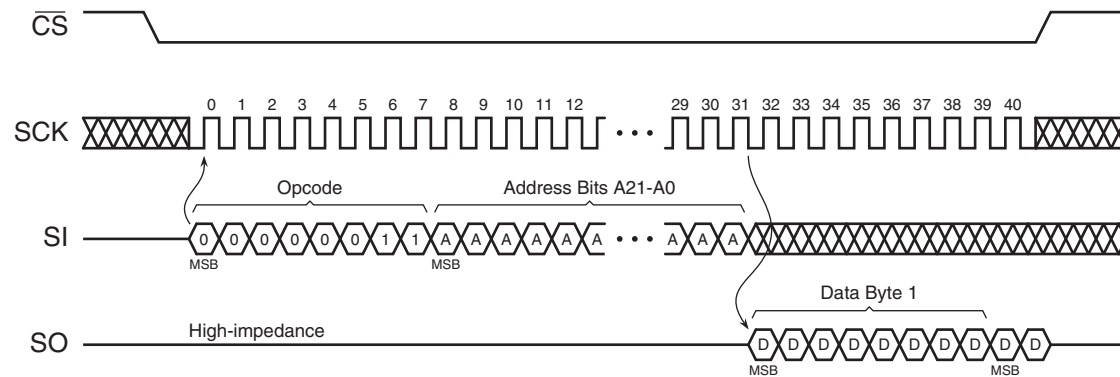 CS
0 1 2 3 4 5 6 7 8 9 10 11 12 29 30 31 32 33 34 35 36 37 38 39 40
SCK
Opcode Address Bits A21-A0
SI 0 0 0 0 0 0 1 1 A A A A A A A A A
MSB MSB
Data Byte 1
High-impedance
SO D D D D D D D D D D
MSB MSB